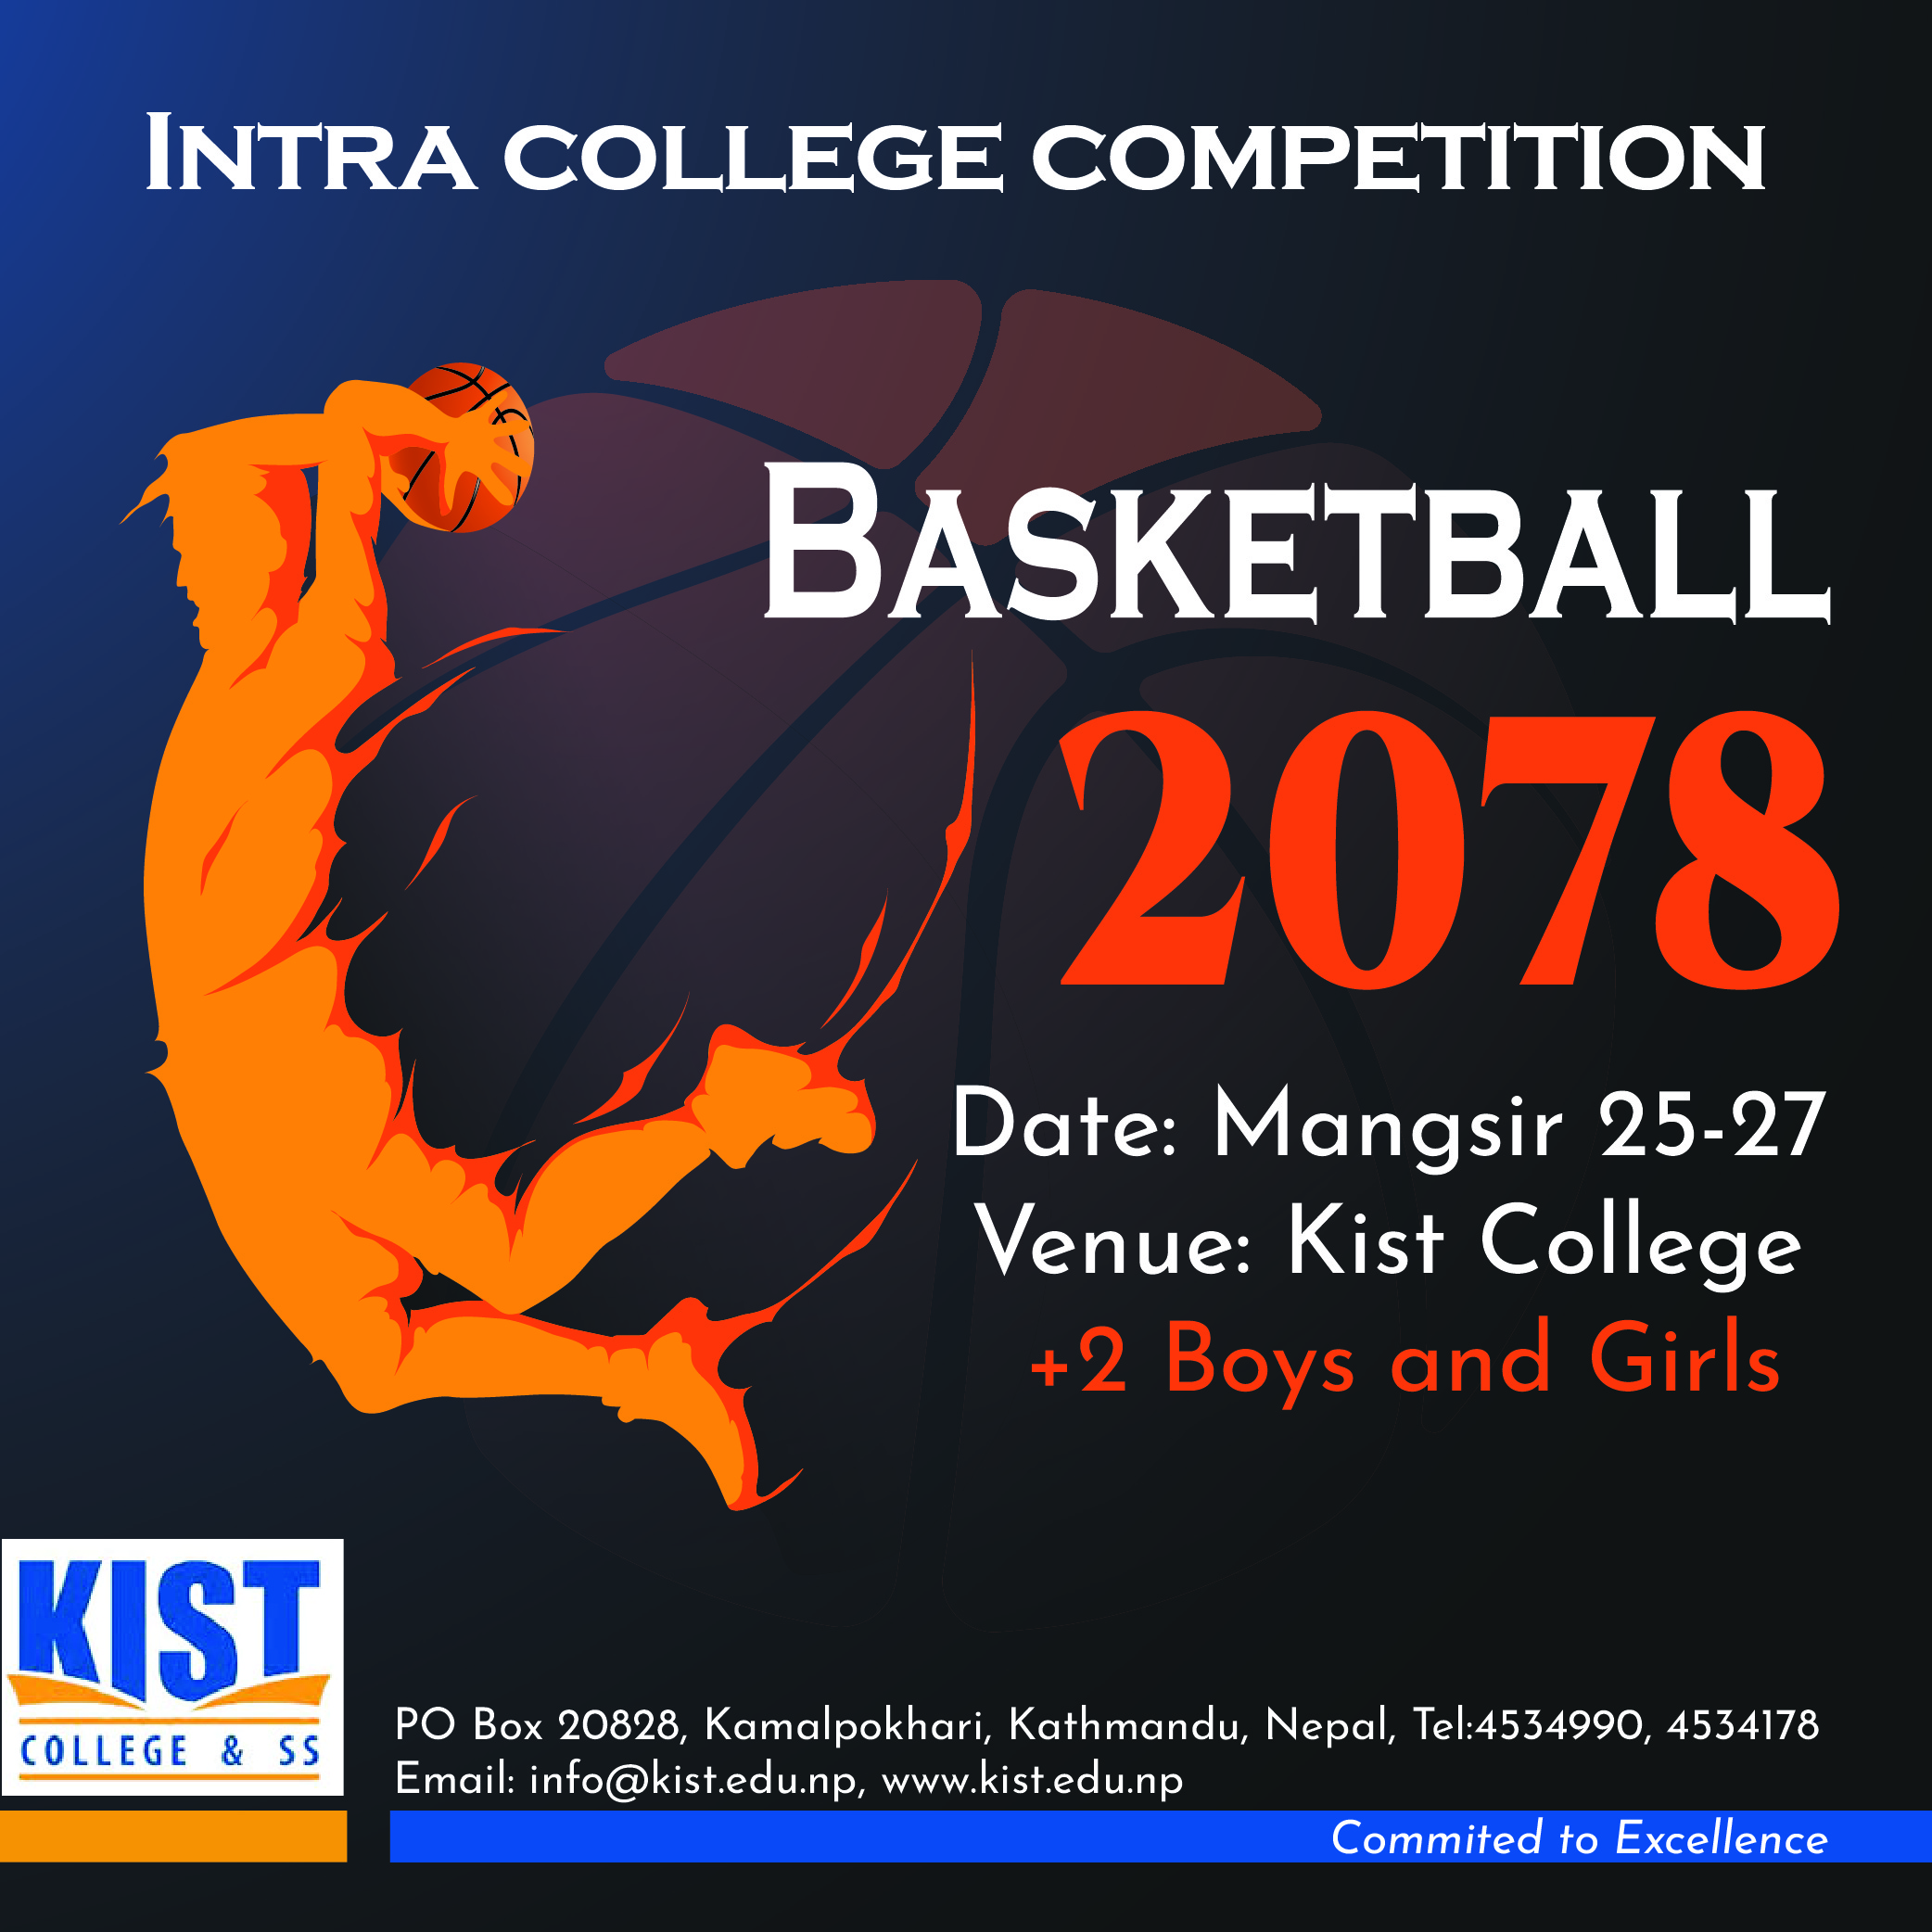 INTRA COLLEGE COMPETITION
BASKETBALL
2078
Date: Mangsir 25-27
Venue: Kist College
+2 Boys and Girls
KIST
COLLEGE & SS
PO Box 20828, Kamalpokhari, Kathmandu, Nepal, Tel:4534990, 4534178
Email: info@kist.edu.np, www.kist.edu.np
Commited to Excellence